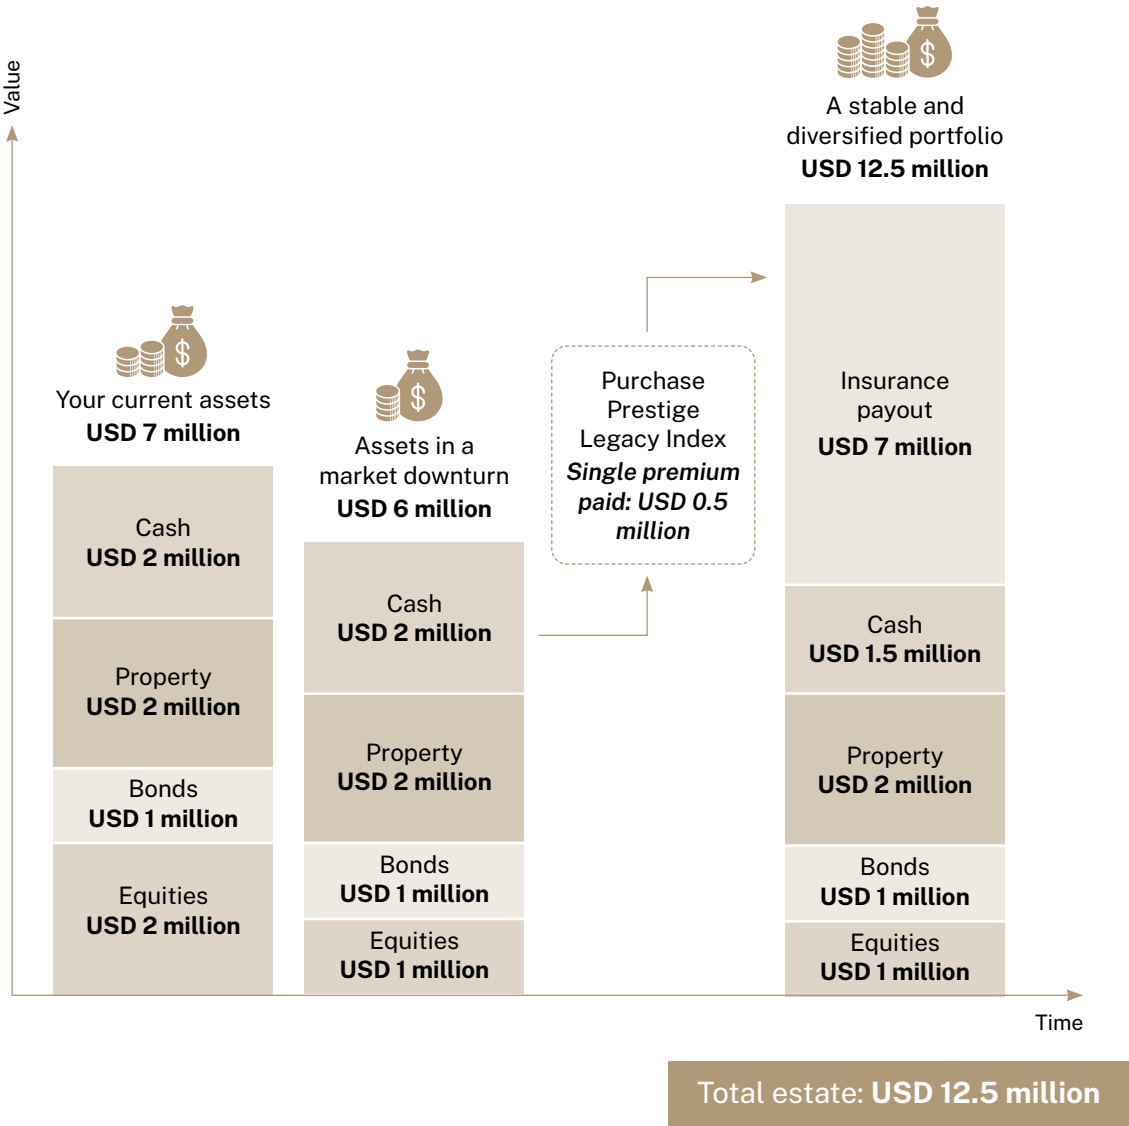 Value
Your current assets
USD 7 million
Cash
USD 2 million
Property
USD 2 million
Bonds
USD 1 million
Equities
USD 2 million
$
Assets in a
market downturn
USD 6 million
$
Cash
USD 2 million
Property
USD 2 million
Bonds
USD 1 million
Equities
USD 1 million
Purchase
Prestige
Legacy Index
Single premium
paid: USD 0.5
million
$
A stable and
diversified portfolio
USD 12.5 million
Insurance
payout
USD 7 million
Cash
USD 1.5 million
Property
USD 2 million
Bonds
USD 1 million
Equities
USD 1 million
Time
Total estate: USD 12.5 million